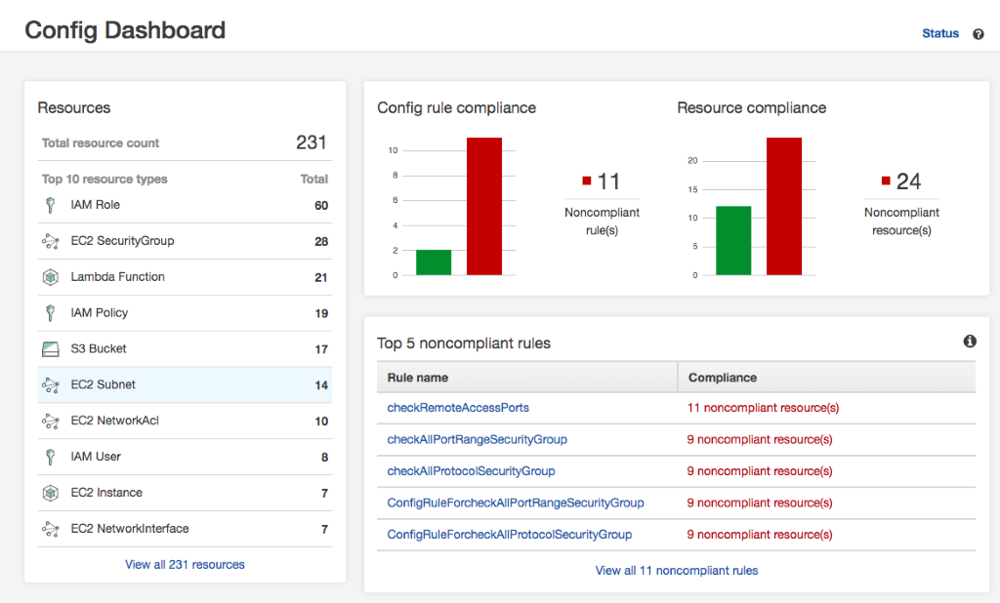 Config Dashboard
Status
Resources
Total resource count 231
Top 10 resource types Total
IAM Role 60
EC2 SecurityGroup 28
Lambda Function 21
IAM Policy 19
S3 Bucket 17
EC2 Subnet 14
EC2 NetworkAcl 10
IAM User 8
EC2 Instance 7
EC2 NetworkInterface 7
View all 231 resources
Config rule compliance
10
8
6
4
2
0
11
Noncompliant
rule(s)
Resource compliance
20
15
10
5
0
24
Noncompliant
resource(s)
Top 5 noncompliant rules
Rule name Compliance
checkRemoteAccessPorts 11 noncompliant resource(s)
checkAllPortRangeSecurityGroup 9 noncompliant resource(s)
checkAllProtocolSecurityGroup 9 noncompliant resource(s)
ConfigRuleForcheckAllPortRangeSecurityGroup 9 noncompliant resource(s)
ConfigRuleForcheckAllProtocolSecurityGroup 9 noncompliant resource(s)
View all 11 noncompliant rules